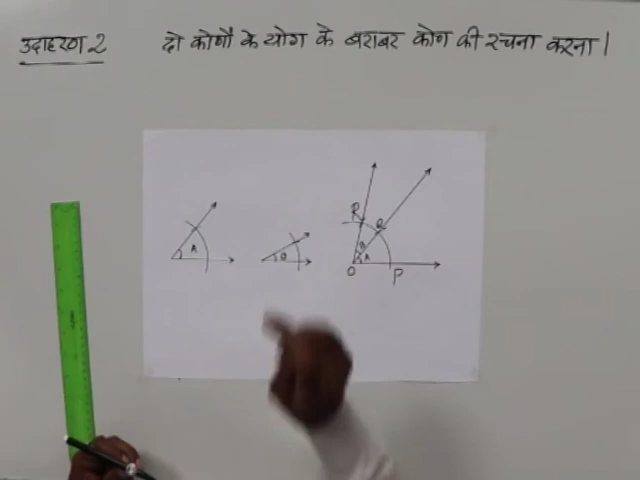 उदाहरण 2 दो कोणों के योग के बराबर कोण की रचना करना।
A
B
R
Q
B
A
O
P